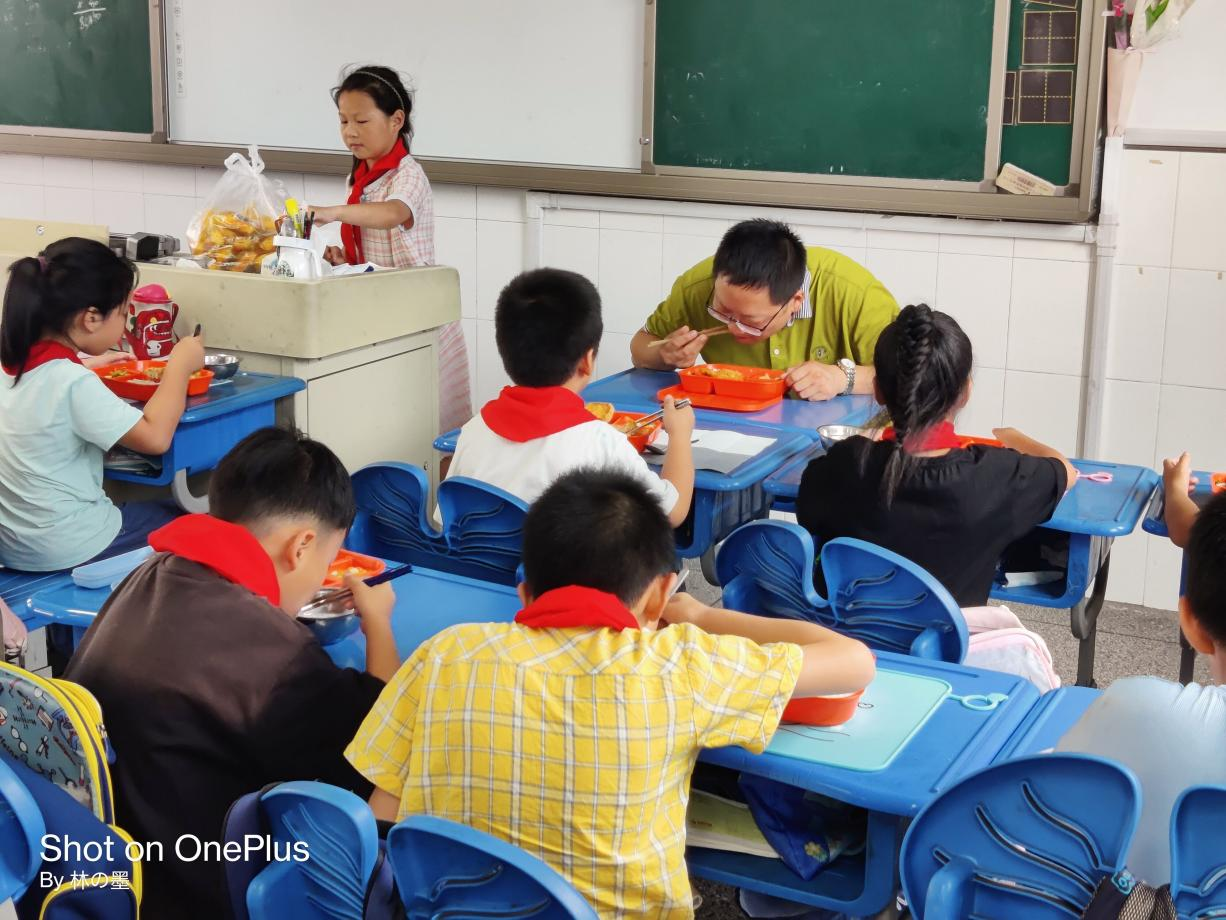 Shot on OnePlus
By 林の墨